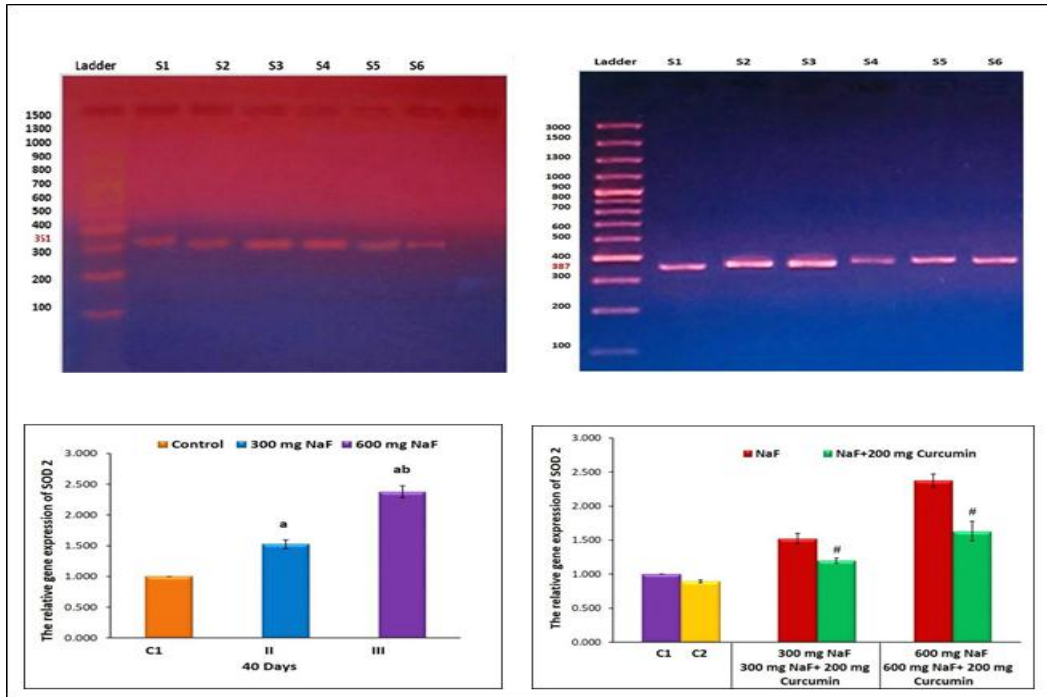 Ladder S1 S2 S3 S4 S5 S6
1500
1300
1000
900
800
700
600
500
400
351
300
200
100
Ladder S1 S2 S3 S4 S5 S6
3000
1500
1300
1000
900
800
700
600
500
400
387
300
200
100
The relative gene expression of SOD 2
Control 300 mg NaF 600 mg NaF
3.000
2.500
2.000
1.500
1.000
0.500
0.000
a
ab
C1 II III
40 Days
The relative gene expression of SOD 2
3.000
2.500
2.000
1.500
1.000
0.500
0.000
NaF NaF+200 mg Curcumin
#
#
C1 C2
300 mg NaF
300 mg NaF+ 200 mg
Curcumin
600 mg NaF
600 mg NaF+ 200 mg
Curcumin